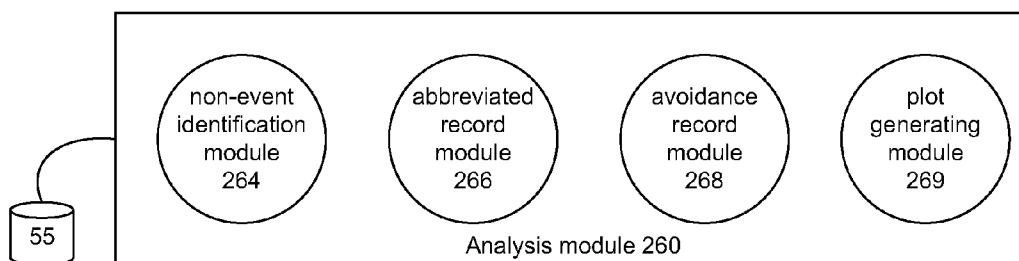 non-event
identification
module
264
abbreviated
record
module
266
avoidance
record
module
268
plot
generating
module
269
55
Analysis module 260